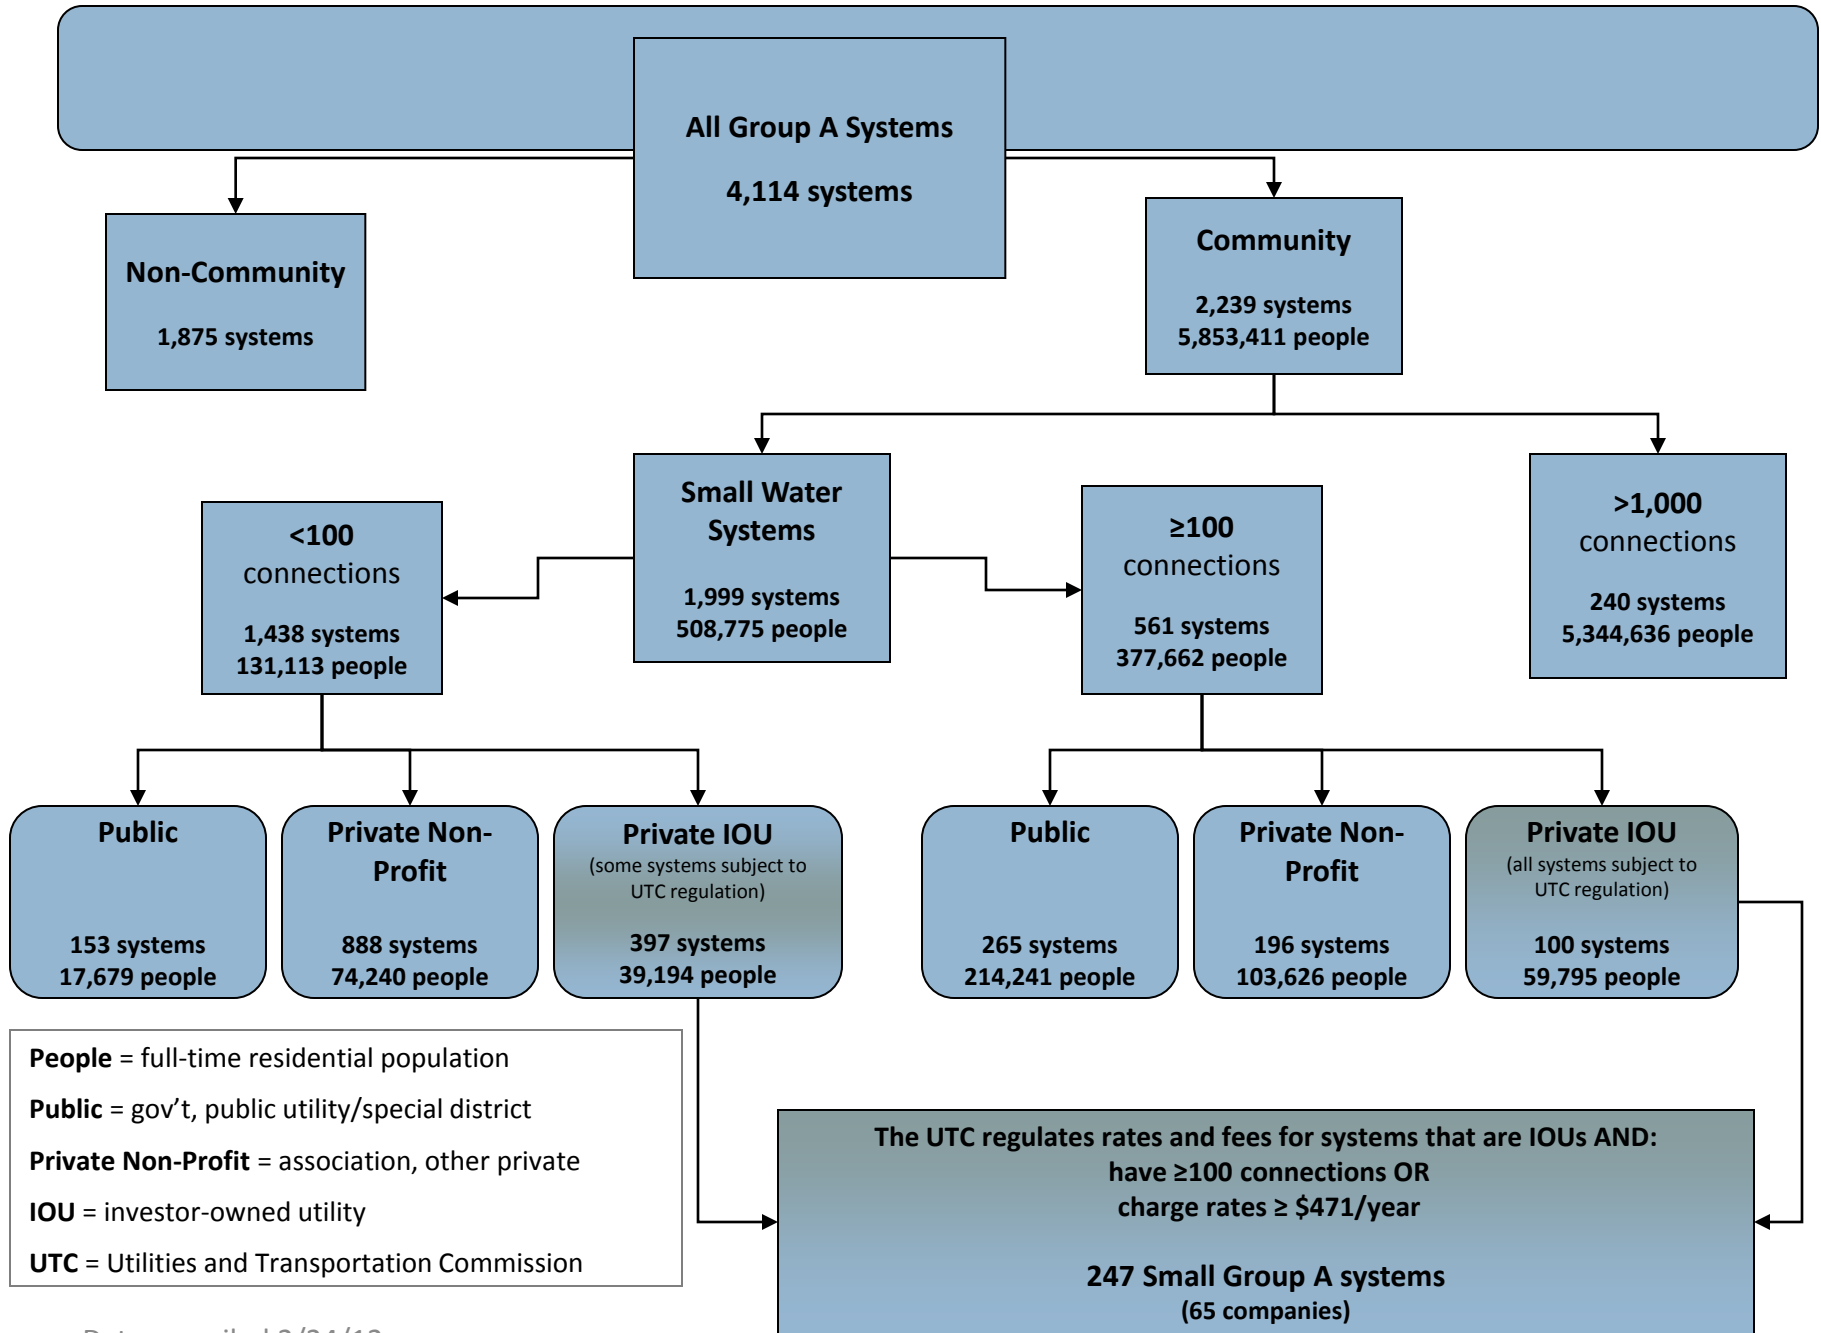 All Group A Systems
4,114 systems
Non-Community
1,875 systems
Community
2,239 systems
5,853,411 people
Small Water
Systems
1,999 systems
508,775 people
<100
connections
1,438 systems
131,113 people
≥100
connections
561 systems
377,662 people
>1,000
connections
240 systems
5,344,636 people
Public
153 systems
17,679 people
Private Non-
Profit
888 systems
74,240 people
Private IOU
(some systems subject to
UTC regulation)
397 systems
39,194 people
Public
265 systems
214,241 people
Private Non-
Profit
196 systems
103,626 people
Private IOU
(all systems subject to
UTC regulation)
100 systems
59,795 people
People = full-time residential population
Public = gov’t, public utility/special district
Private Non-Profit = association, other private
IOU = investor-owned utility
UTC = Utilities and Transportation Commission
The UTC regulates rates and fees for systems that are IOUs AND:
have ≥100 connections OR
charge rates ≥ $471/year
247 Small Group A systems
(65 companies)